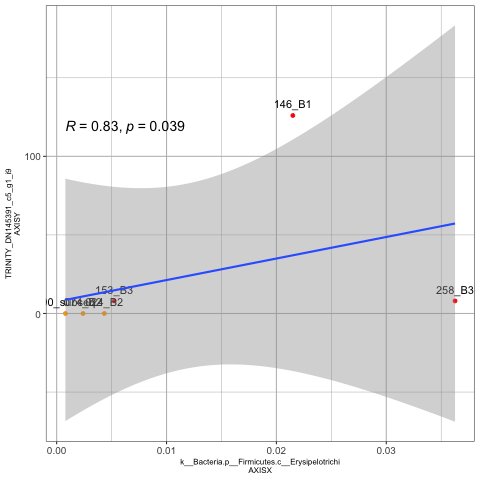 146_B1
R = 0.83, p = 0.039
100
TRINITY_DN145391_c5_g1_i9
AXISY
153_B3
258_B3
0
0.00 0.01 0.02 0.03
k__Bacteria.p__Firmicutes.c__Erysipelotrichi
AXISX